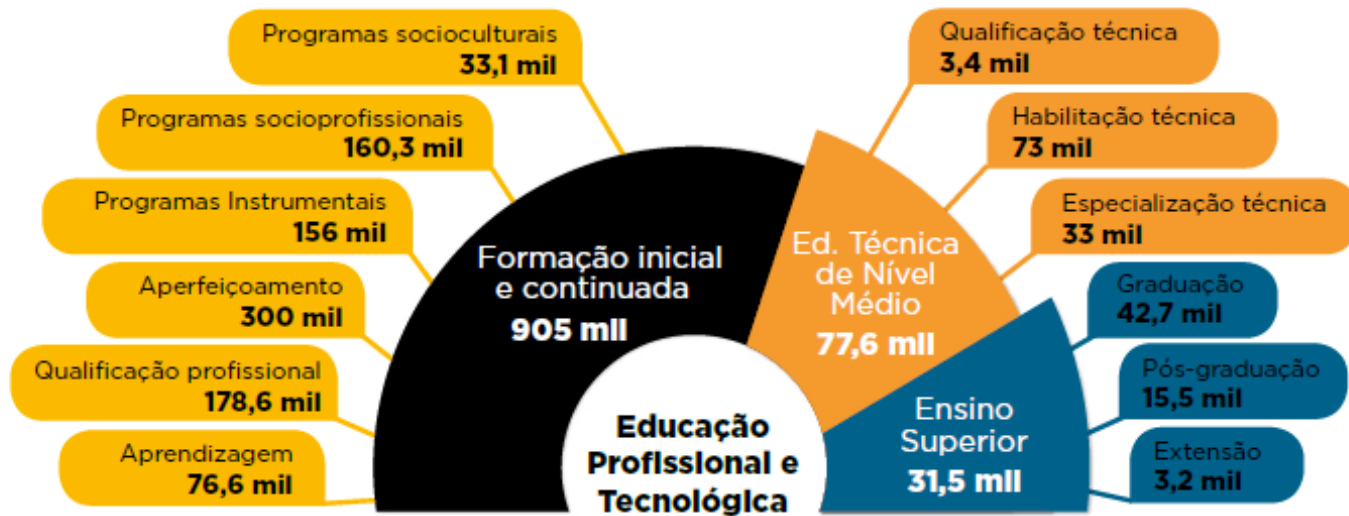 Programas socioculturais
33,1 mil
Programas socioprofissionais
160,3 mil
Programas Instrumentais
156 mil
Aperfeiçoamento
300 mil
Qualificação profissional
178,6 mil
Aprendizagem
76,6 mil
Formação inicial
e continuada
905 mil
Educação
Profissional e
Tecnológica
Ed. Técnica
de Nível
Médio
77,6 mil
Ensino
Superior
31,5 mil
Qualificação técnica
3,4 mil
Habilitação técnica
73 mil
Especialização técnica
33 mil
Graduação
42,7 mil
Pós-graduação
15,5 mil
Extensão
3,2 mil